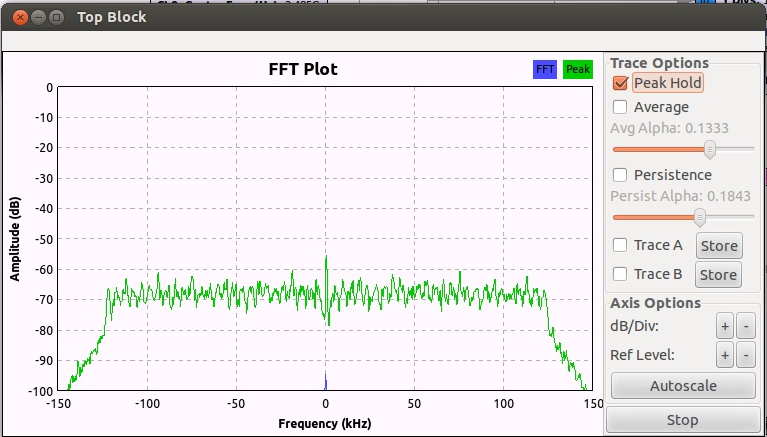 Top Block
FFT Plot
FFT
Peak
Amplitude (dB)
0
-10
-20
-30
-40
-50
-60
-70
-80
-90
-100
-150
-100
-50
0
50
100
150
Frequency (kHz)
Trace Options
Peak Hold
Average
Avg Alpha: 0.1333
Persistence
Persist Alpha: 0.1843
Trace A Store
Trace B Store
Axis Options
dB/Div: + -
Ref Level: + -
Autoscale
Stop